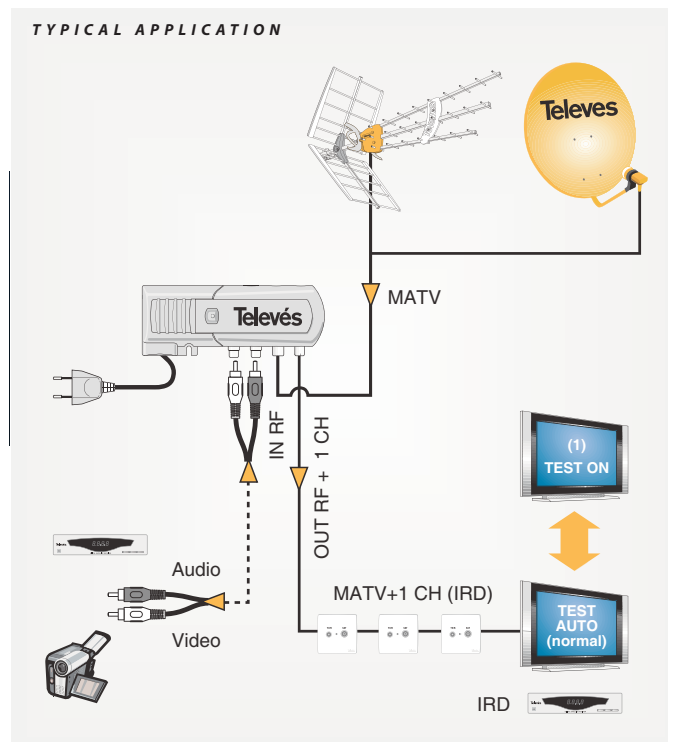 TYPICAL APPLICATION
Televes
MATV
Televés
IN RF
OUT RF + 1 CH
(1)
TEST ON
Audio
Video
MATV+1 CH (IRD)
TEST
AUTO
(normal)
IRD